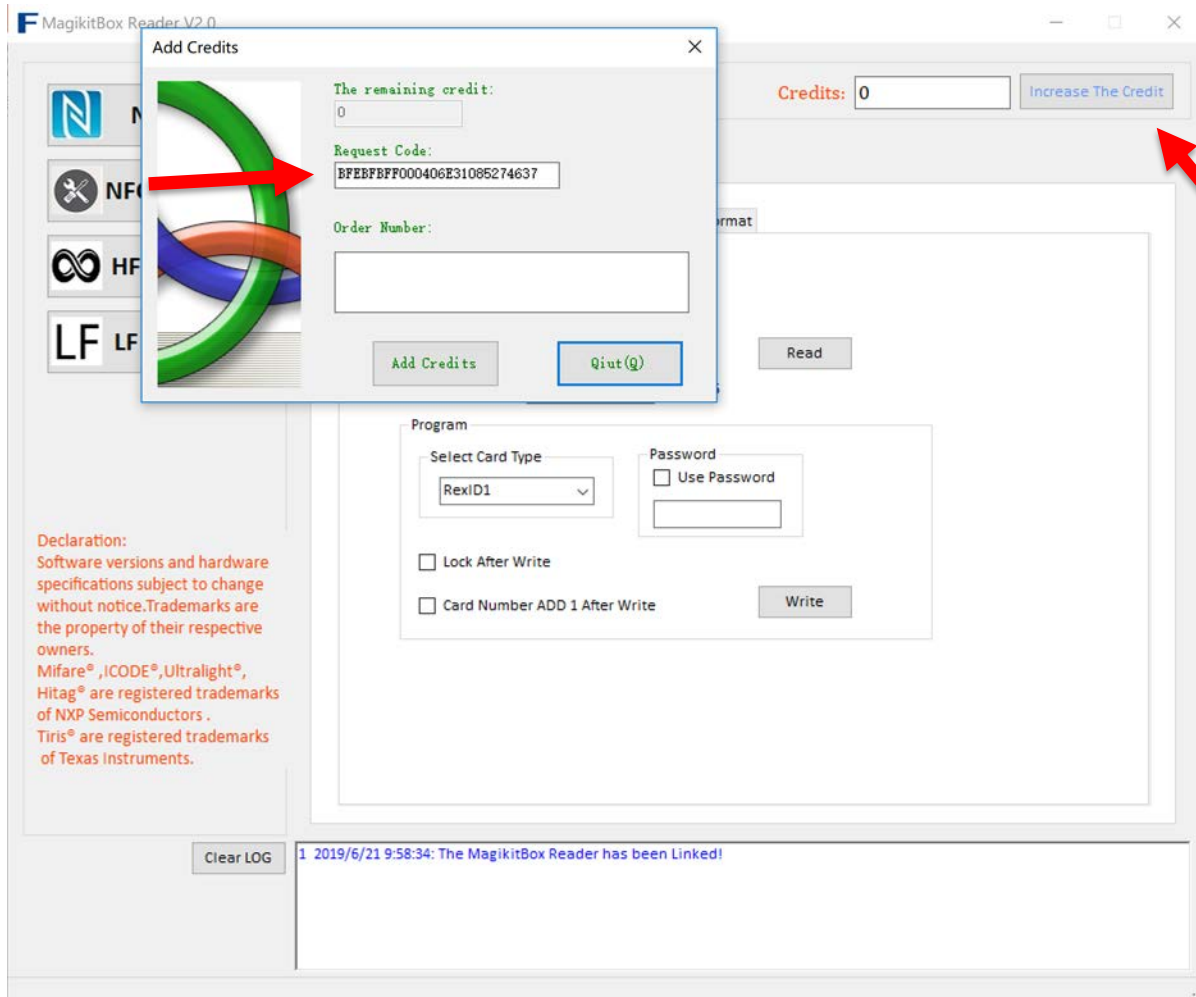 MagikitBox Reader V2.0
Add Credits
The remaining credit:
0
Request Code:
BFEBFBFF000406E31085274637
Order Number:
Add Credits
Qiut(Q)
Credits:
0
Increase The Credit
N
NF
HF
LF
LF
rmat
Read
Program
Select Card Type
RexID1
Password
Use Password
Lock After Write
Card Number ADD 1 After Write
Write
Declaration:
Software versions and hardware
specifications subject to change
without notice.Trademarks are
the property of their respective
owners.
Mifare® ,ICODE®,Ultralight®,
Hitag® are registered trademarks
of NXP Semiconductors .
Tiris® are registered trademarks
of Texas Instruments.
Clear LOG
1 2019/6/21 9:58:34: The MagikitBox Reader has been Linked!